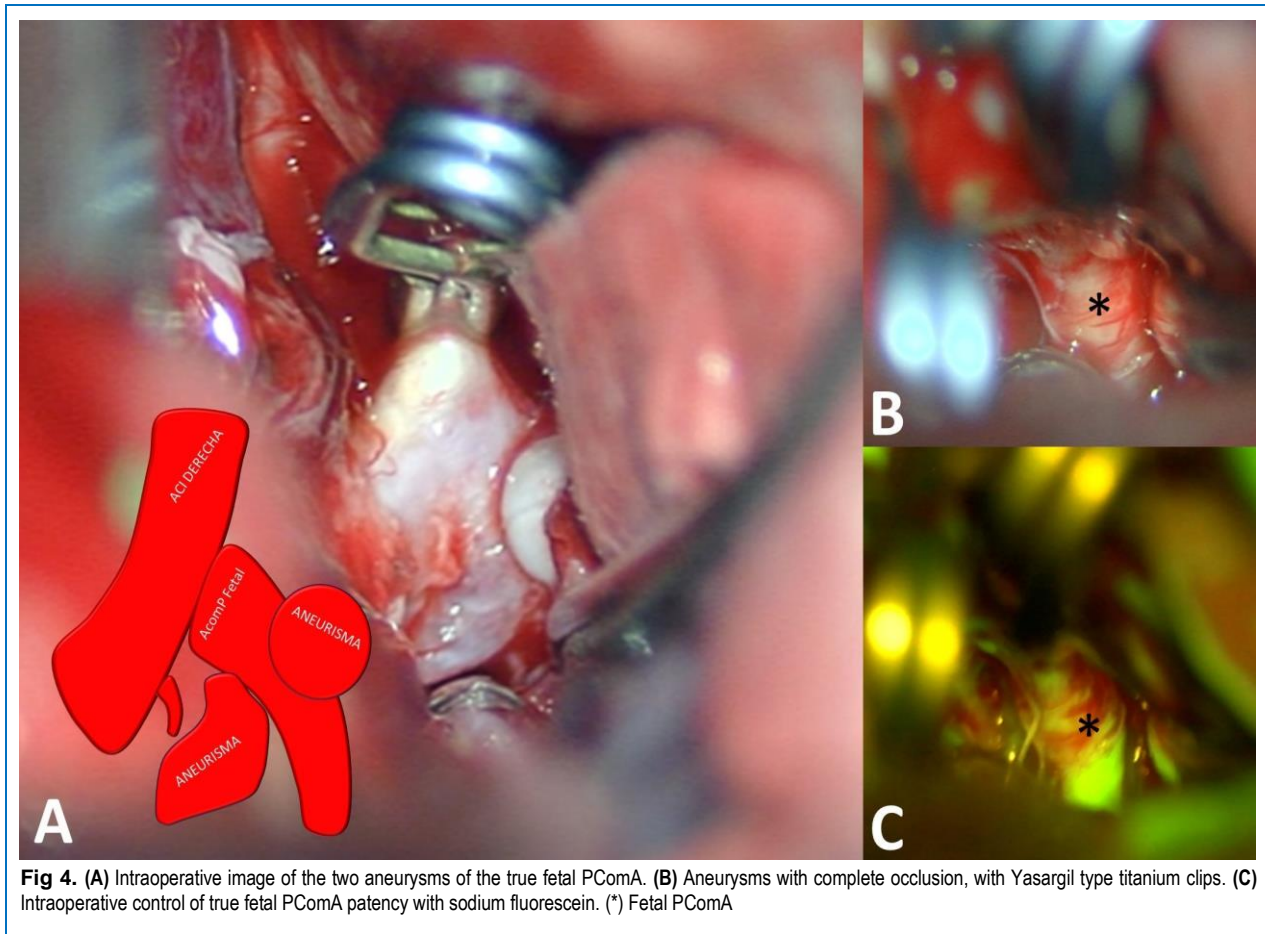 ACI DERECHA
AcomP Fetal
ANEURISMA
ANEURISMA
A
B
*
C
*
Fig 4. (A) Intraoperative image of the two aneurysms of the true fetal PComA. (B) Aneurysms with complete occlusion, with Yasargil type titanium clips. (C)
Intraoperative control of true fetal PComA patency with sodium fluorescein. (*) Fetal PComA